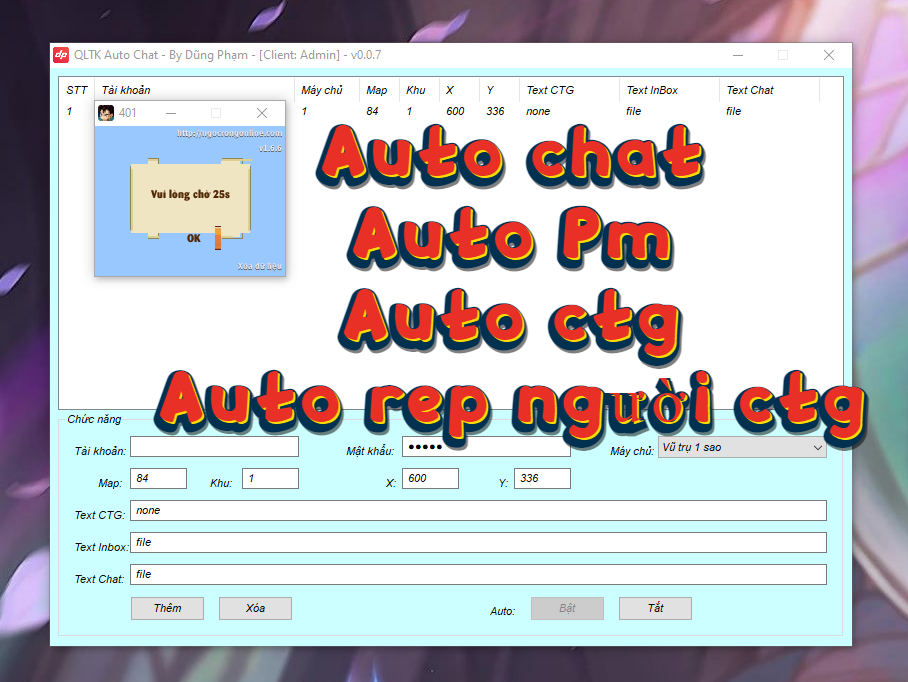 QLTK Auto Chat - By Dũng Phạm - [Client: Admin] - v0.0.7
STT Tài khoản Máy chủ Map Khu X Y Text CTG Text InBox Text Chat
1 1 84 1 600 336 none file file
401
http://ngocrongonline.com
v1.6.6
Vui lòng chờ 25s
OK
Xóa dữ liệu
Auto chat
Auto Pm
Auto ctg
Auto rep người ctg
Chức năng
Tài khoản: Mật khẩu: ●●●●● Máy chủ: Vũ trụ 1 sao
Map: 84 Khu: 1 X: 600 Y: 336
Text CTG: none
Text Inbox: file
Text Chat: file
Thêm Xóa Auto: Bật Tắt